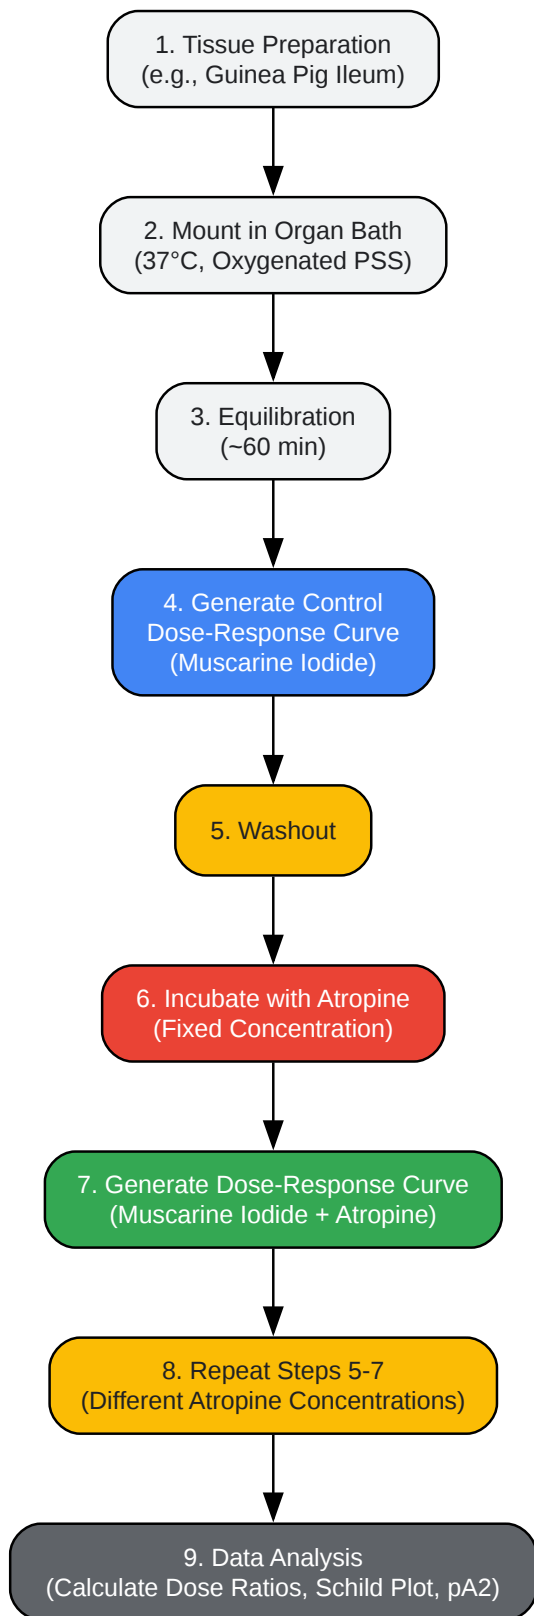 1. Tissue Preparation
(e.g., Guinea Pig Ileum)
2. Mount in Organ Bath
(37°C, Oxygenated PSS)
3. Equilibration
(~60 min)
4. Generate Control
Dose-Response Curve
(Muscarine Iodide)
5. Washout
6. Incubate with Atropine
(Fixed Concentration)
7. Generate Dose-Response Curve
(Muscarine Iodide + Atropine)
8. Repeat Steps 5-7
(Different Atropine Concentrations)
9. Data Analysis
(Calculate Dose Ratios, Schild Plot, pA2)